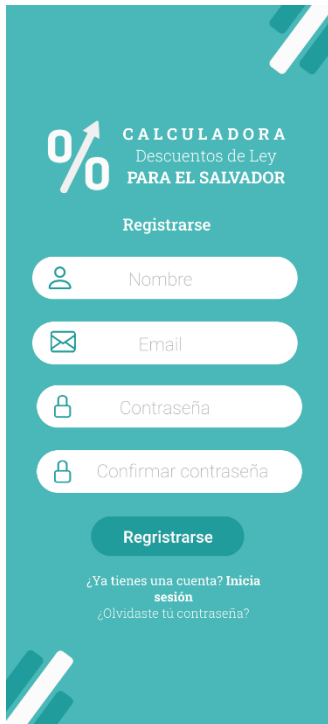 CALCULADORA
Descuentos de Ley
PARA EL SALVADOR
Registrarse
Nombre
Email
Contraseña
Confirmar contraseña
Regristrarse
¿Ya tienes una cuenta? Inicia
sesión
¿Olvidaste tú contraseña?